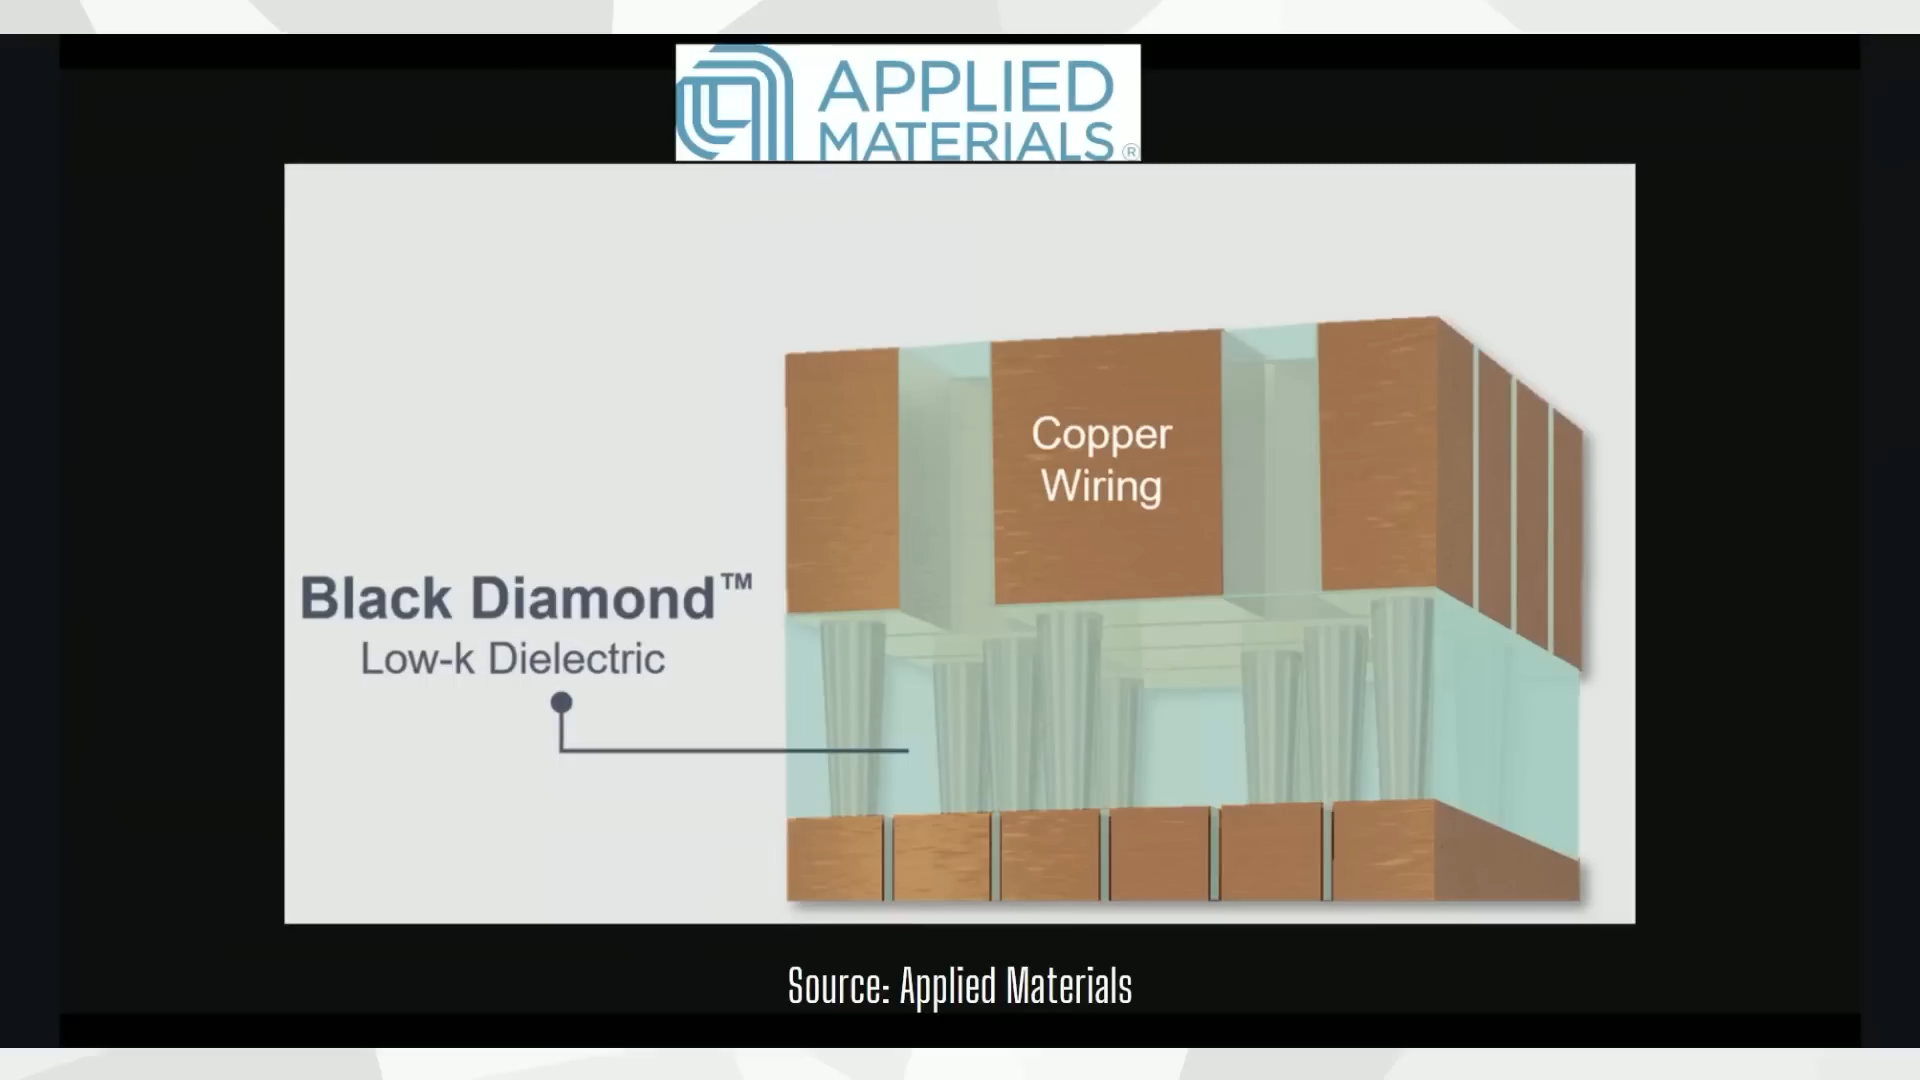 APPLIED
MATERIALS®
Copper
Wiring
Black Diamond™
Low-k Dielectric
Source: Applied Materials